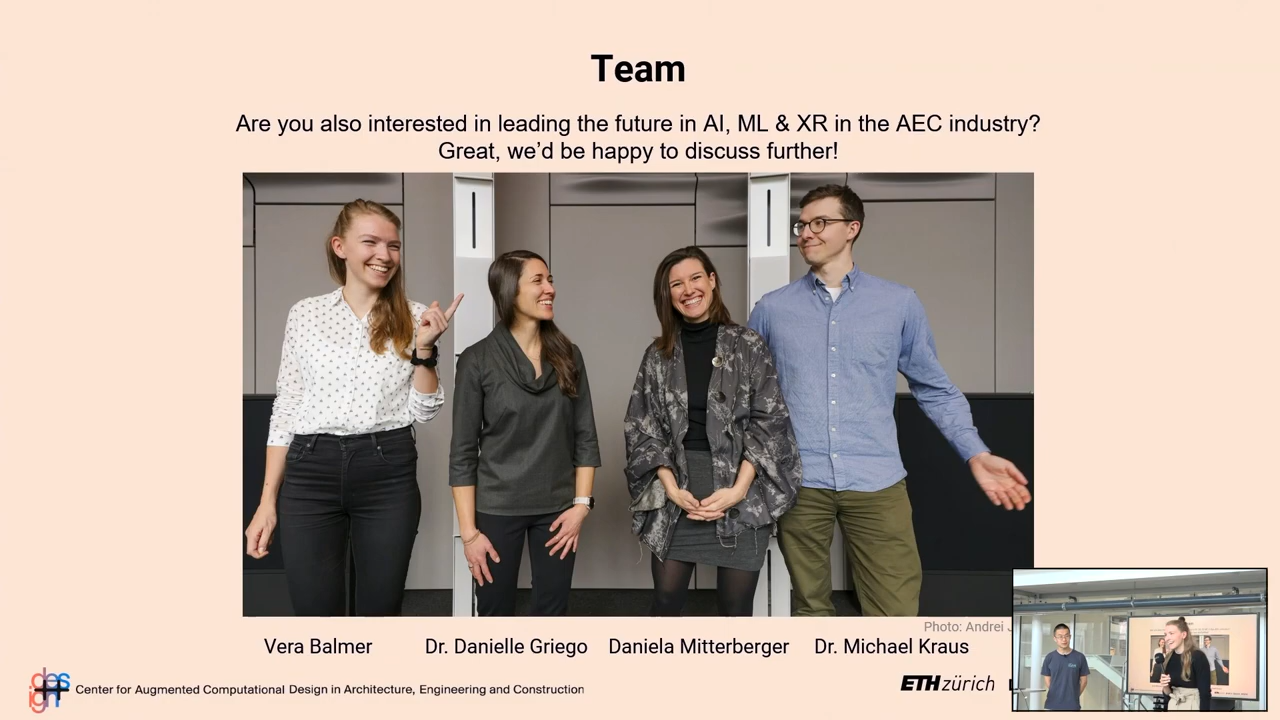 Team
Are you also interested in leading the future in AI, ML & XR in the AEC industry?
Great, we'd be happy to discuss further!
Photo: Andrei
Vera Balmer
Dr. Danielle Griego
Daniela Mitterberger
Dr. Michael Kraus
design
Center for Augmented Computational Design in Architecture, Engineering and Construction
ETH zürich